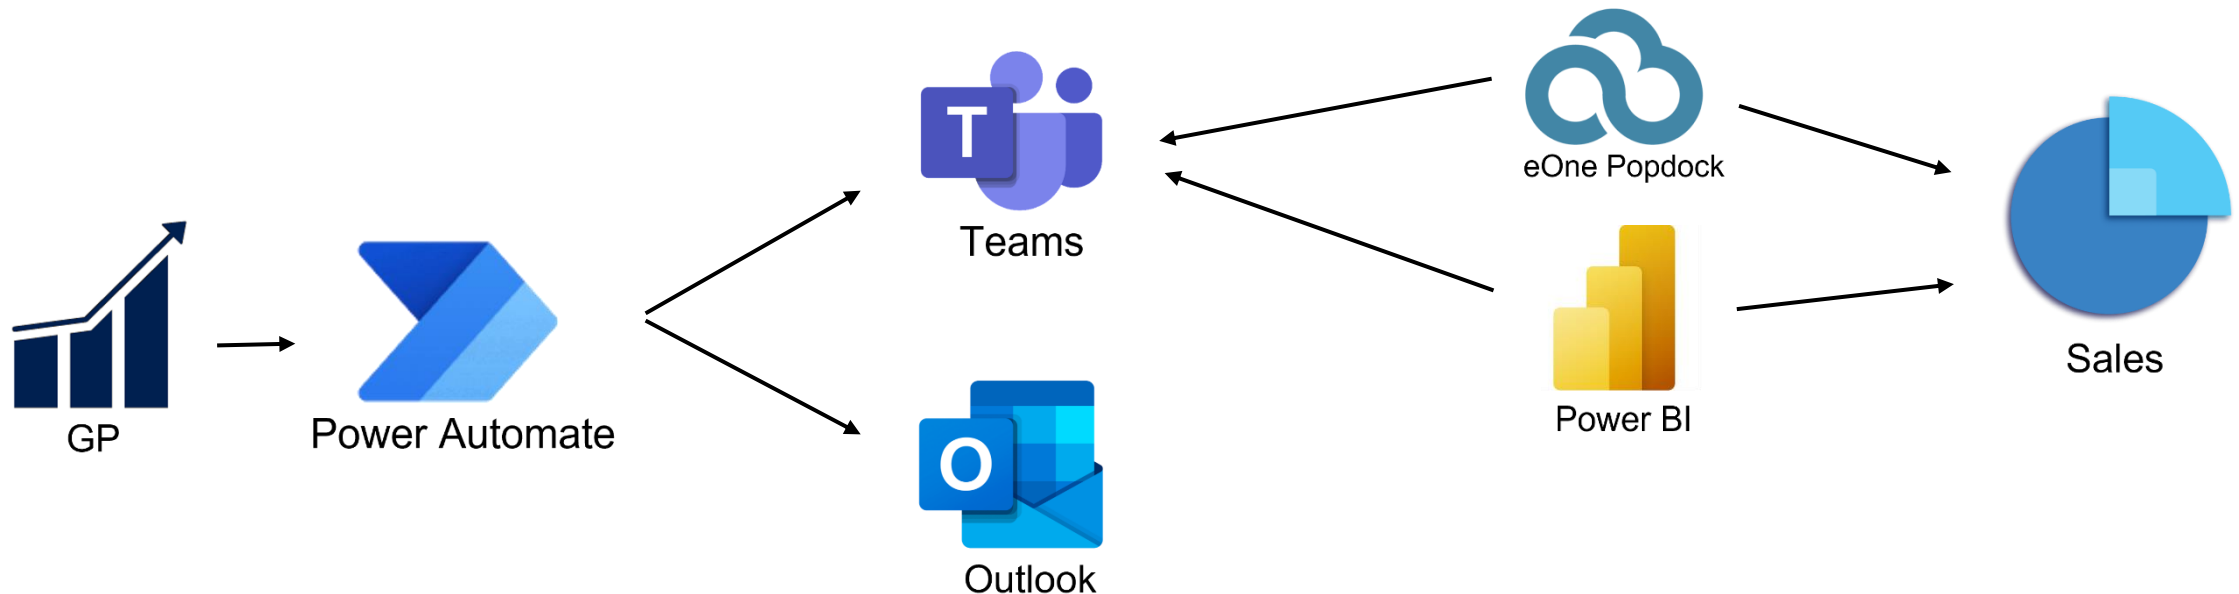 GP
Power Automate
T
Teams
O
Outlook
eOne Popdock
Power BI
Sales